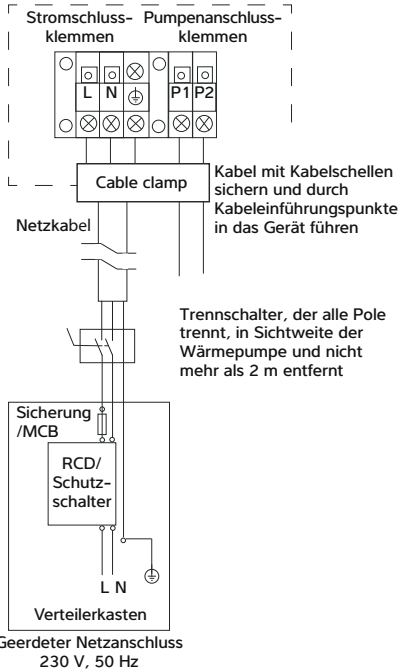 Stromschluss-
klemmen
Pumpenanschluss-
klemmen
L N P1 P2
Cable clamp
Kabel mit Kabelschellen
sichern und durch
Kabeleinführungspunkte
in das Gerät führen
Netzkabel
Trennschalter, der alle Pole
trennt, in Sichtweite der
Wärmepumpe und nicht
mehr als 2 m entfernt
Sicherung
/MCB
RCD/
Schutz-
schalter
L N
Verteilerkasten
Geerdeter Netzanschluss
230 V, 50 Hz